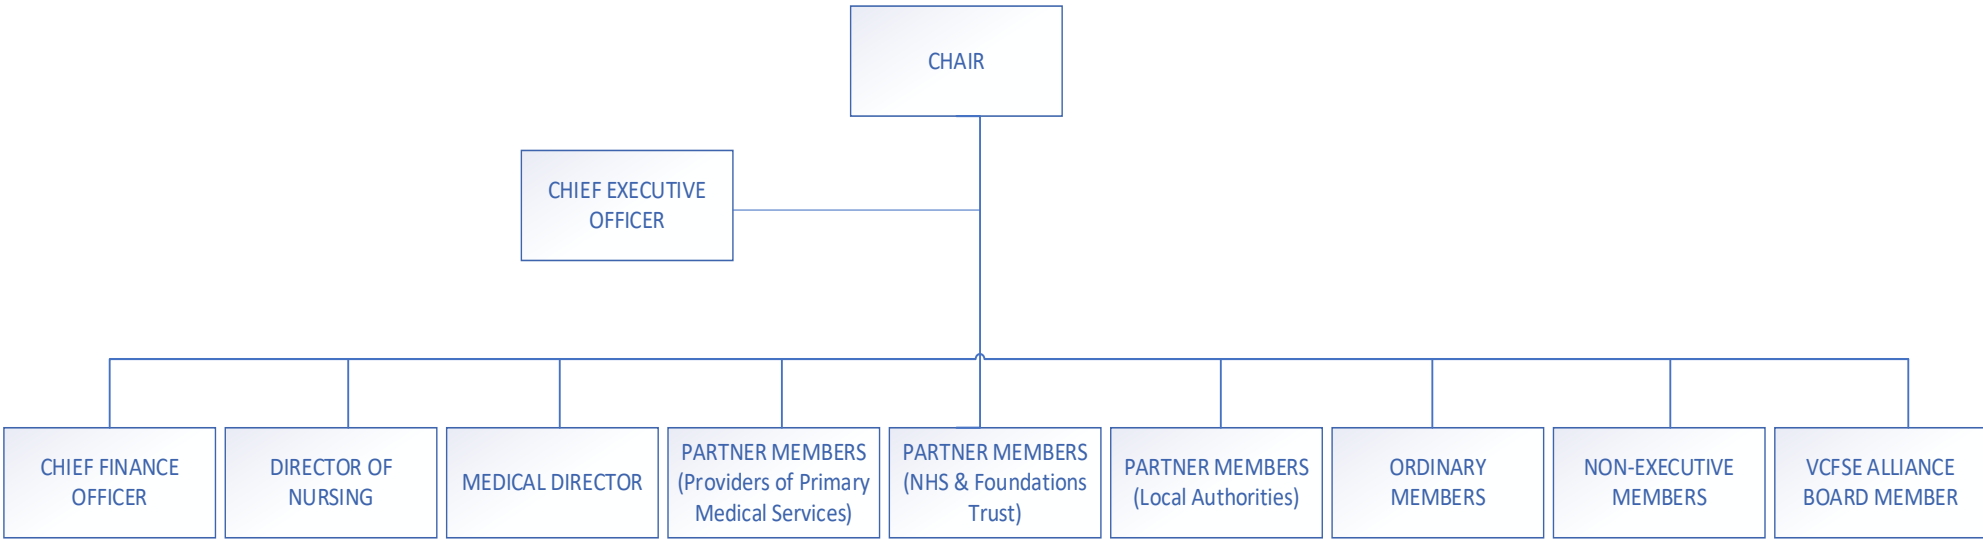 CHAIR
CHIEF EXECUTIVE
OFFICER
CHIEF FINANCE
OFFICER
DIRECTOR OF
NURSING
MEDICAL DIRECTOR
PARTNER MEMBERS
(Providers of Primary
Medical Services)
PARTNER MEMBERS
(NHS & Foundations
Trust)
PARTNER MEMBERS
(Local Authorities)
ORDINARY
MEMBERS
NON-EXECUTIVE
MEMBERS
VCFSE ALLIANCE
BOARD MEMBER